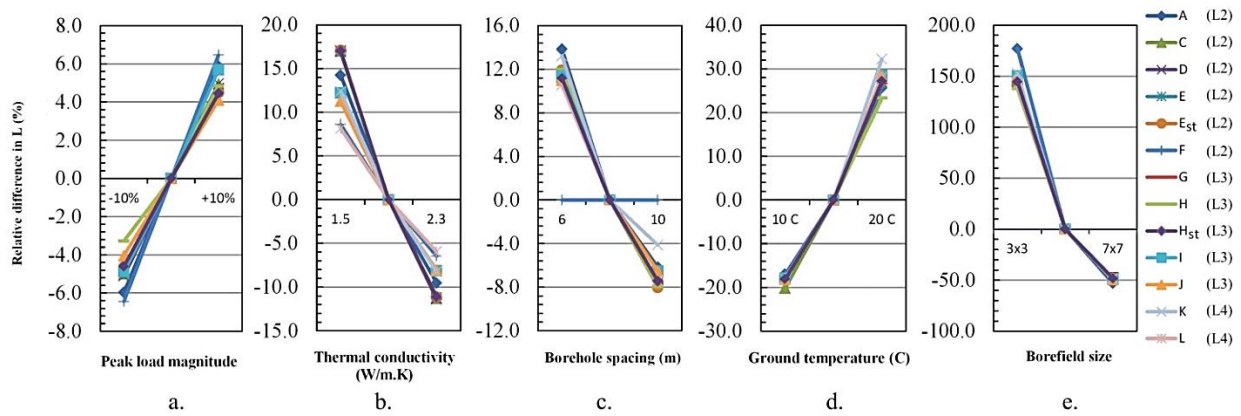 Relative difference in L (%)
8.0
6.0
4.0
2.0
0.0
-2.0
-4.0
-6.0
-8.0
-10%
+10%
Peak load magnitude
a.
20.0
15.0
10.0
5.0
0.0
-5.0
-10.0
-15.0
1.5
2.3
Thermal conductivity
(W/m.K)
b.
16.0
12.0
8.0
4.0
0.0
-4.0
-8.0
-12.0
6
10
Borehole spacing (m)
c.
40.0
30.0
20.0
10.0
0.0
-10.0
-20.0
-30.0
10 C
20 C
Ground temperature (C)
d.
200.0
150.0
100.0
50.0
0.0
-50.0
-100.0
3x3
7x7
Borefield size
e.
A (L2)
C (L2)
D (L2)
E (L2)
Est (L2)
F (L2)
G (L3)
H (L3)
Hst (L3)
I (L3)
J (L3)
K (L4)
L (L4)